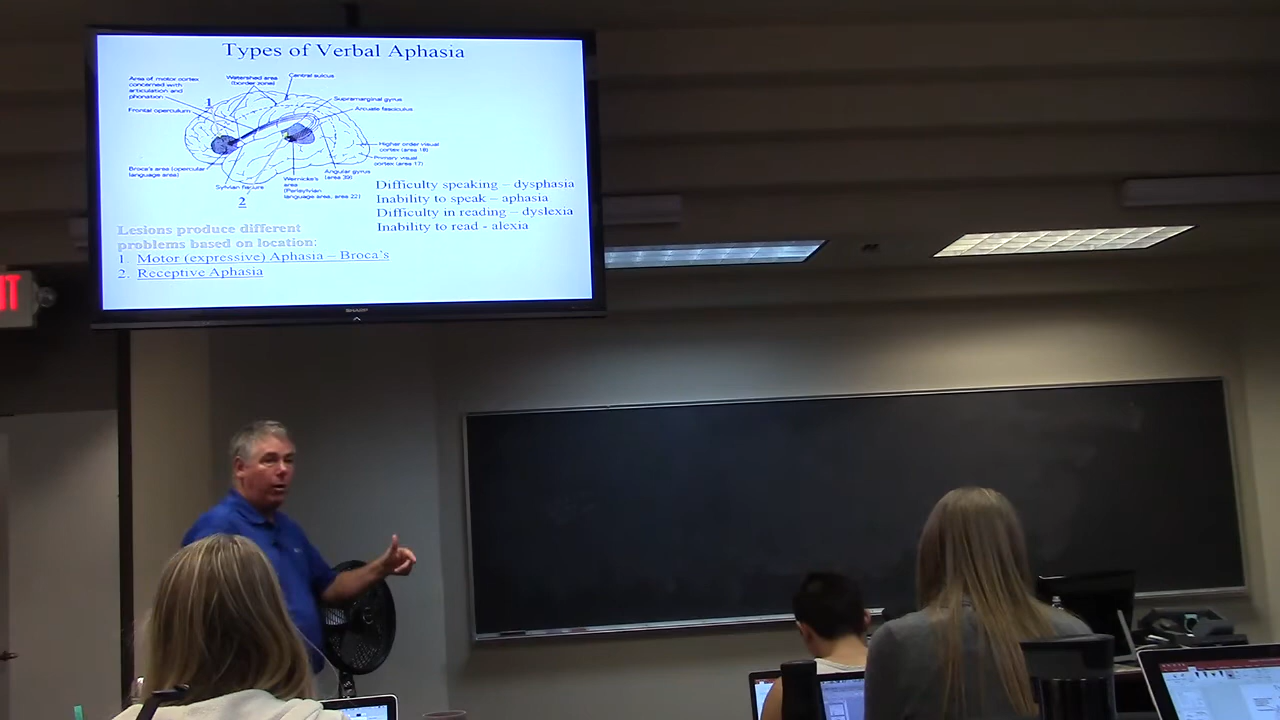 Types of Verbal Aphasia
Area of motor cortex
concerned with
articulation and
phonation
Watershed area
(border zone)
Central sulcus
1
Supramarginal gyrus
Frontal operculum
Arcuate fasciculus
Higher order visual
cortex (area 18)
Primary visual
cortex (area 17)
Broca's area (opercular
language area)
Angular gyrus
(area 39)
Sylvian fissure
Wernicke's
area
(Perisylvian
language area, area 22)
2
Difficulty speaking – dysphasia
Inability to speak – aphasia
Difficulty in reading – dyslexia
Inability to read - alexia
Lesions produce different
problems based on location:
1. Motor (expressive) Aphasia – Broca's
2. Receptive Aphasia
SHARP
IT